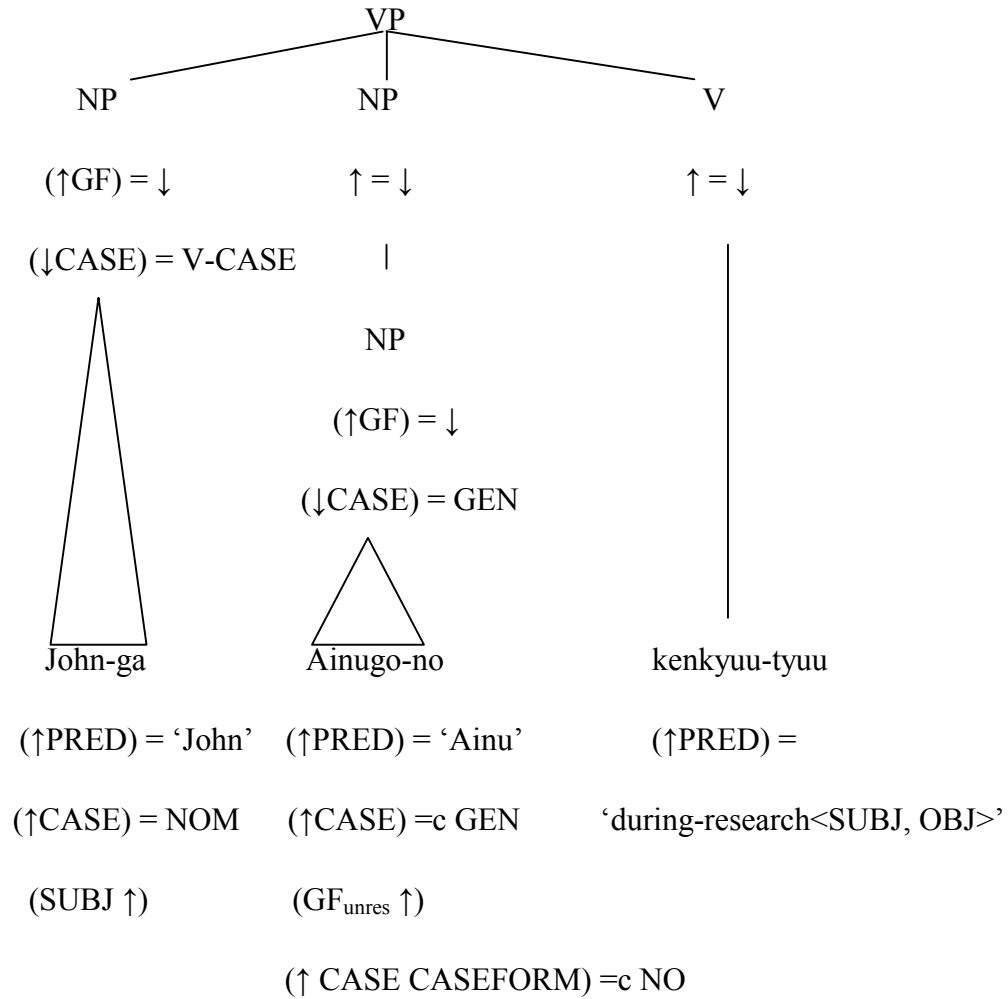 VP
NP NP V
(↑GF) = ↓ ↑ = ↓ ↑ = ↓
(↓CASE) = V-CASE
NP
(↑GF) = ↓
(↓CASE) = GEN
John-ga Ainugo-no kenkyuu-tyuu
(↑PRED) = ‘John’ (↑PRED) = ‘Ainu’ (↑PRED) =
(↑CASE) = NOM (↑CASE) =c GEN ‘during-research<SUBJ, OBJ>’
(SUBJ ↑) (GFunres ↑)
(↑ CASE CASEFORM) =c NO